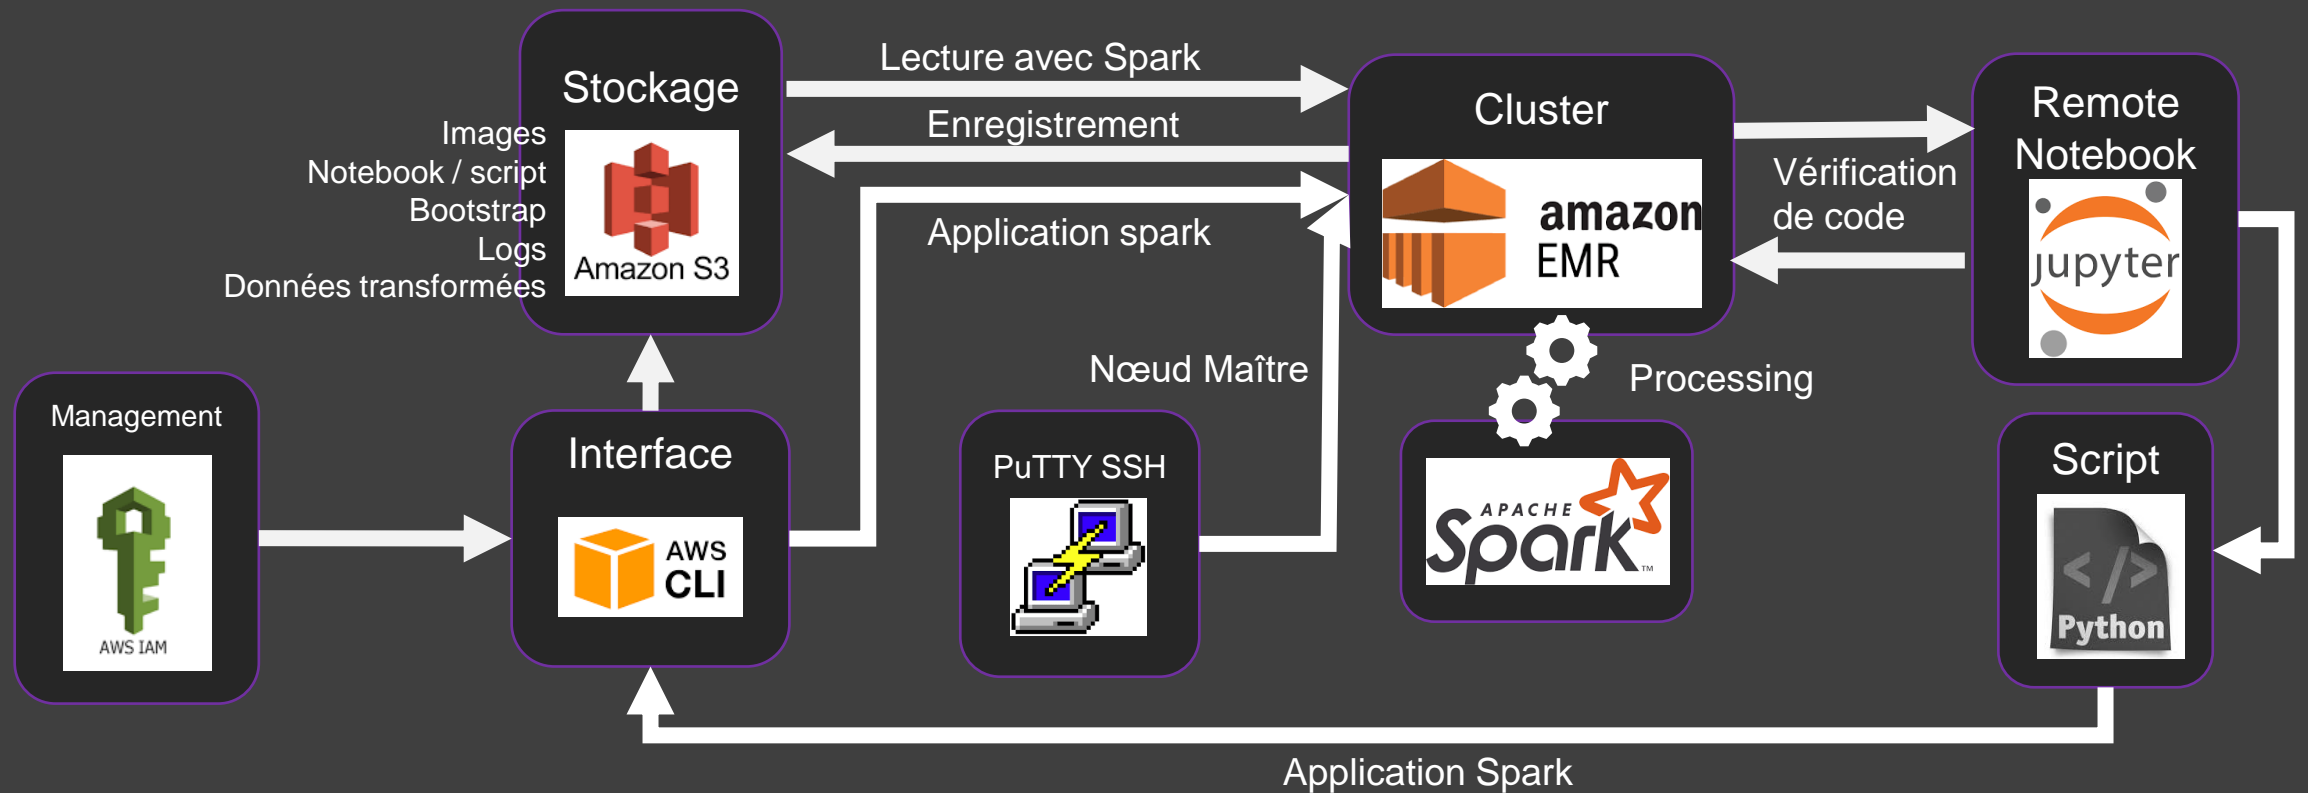 Stockage
Images
Notebook / script
Bootstrap
Logs
Données transformées
Amazon S3
Lecture avec Spark
Enregistrement
Application spark
Cluster
amazon
EMR
Vérification
de code
Remote
Notebook
jupyter
Nœud Maître
Processing
Management
AWS IAM
Interface
AWS
CLI
PuTTY SSH
APACHE
Spark™
Script
</>
Python
Application Spark